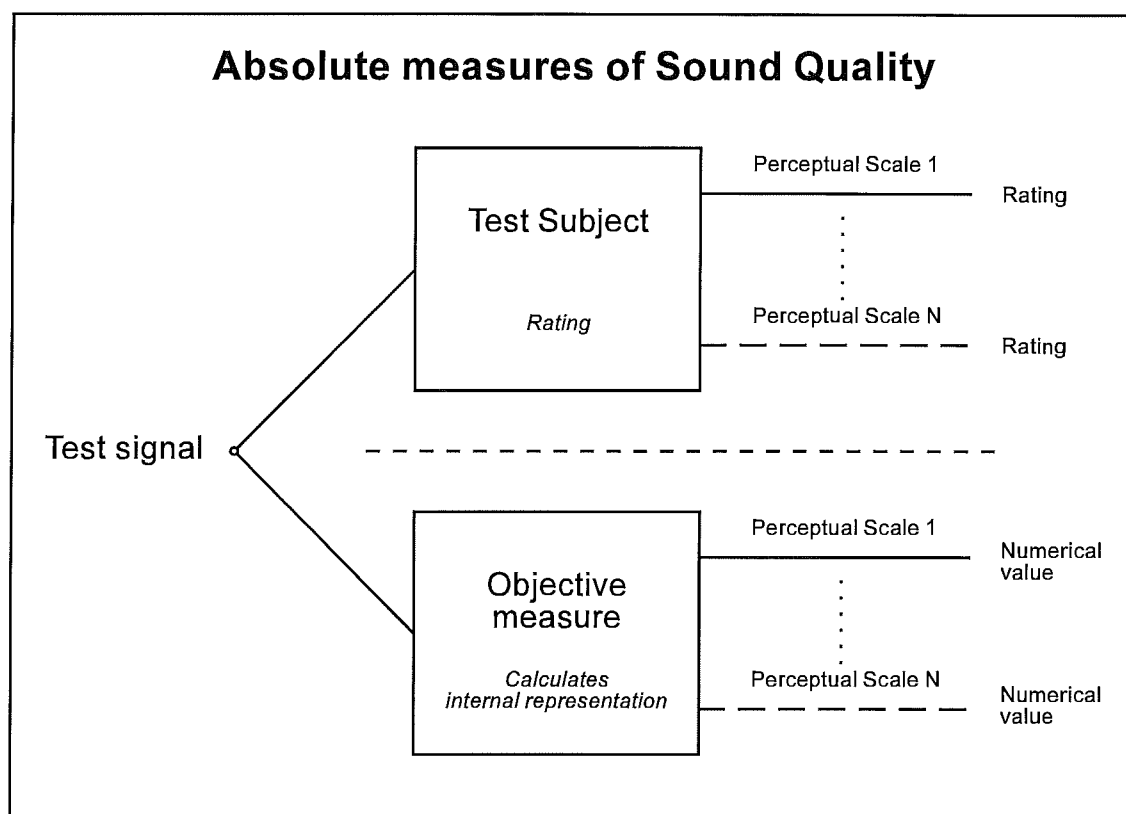 Absolute measures of Sound Quality
Perceptual Scale 1
Rating
Test Subject
Rating
Perceptual Scale N
Rating
Test signal
Perceptual Scale 1
Numerical
value
Objective
measure
Calculates
internal representation
Perceptual Scale N
Numerical
value